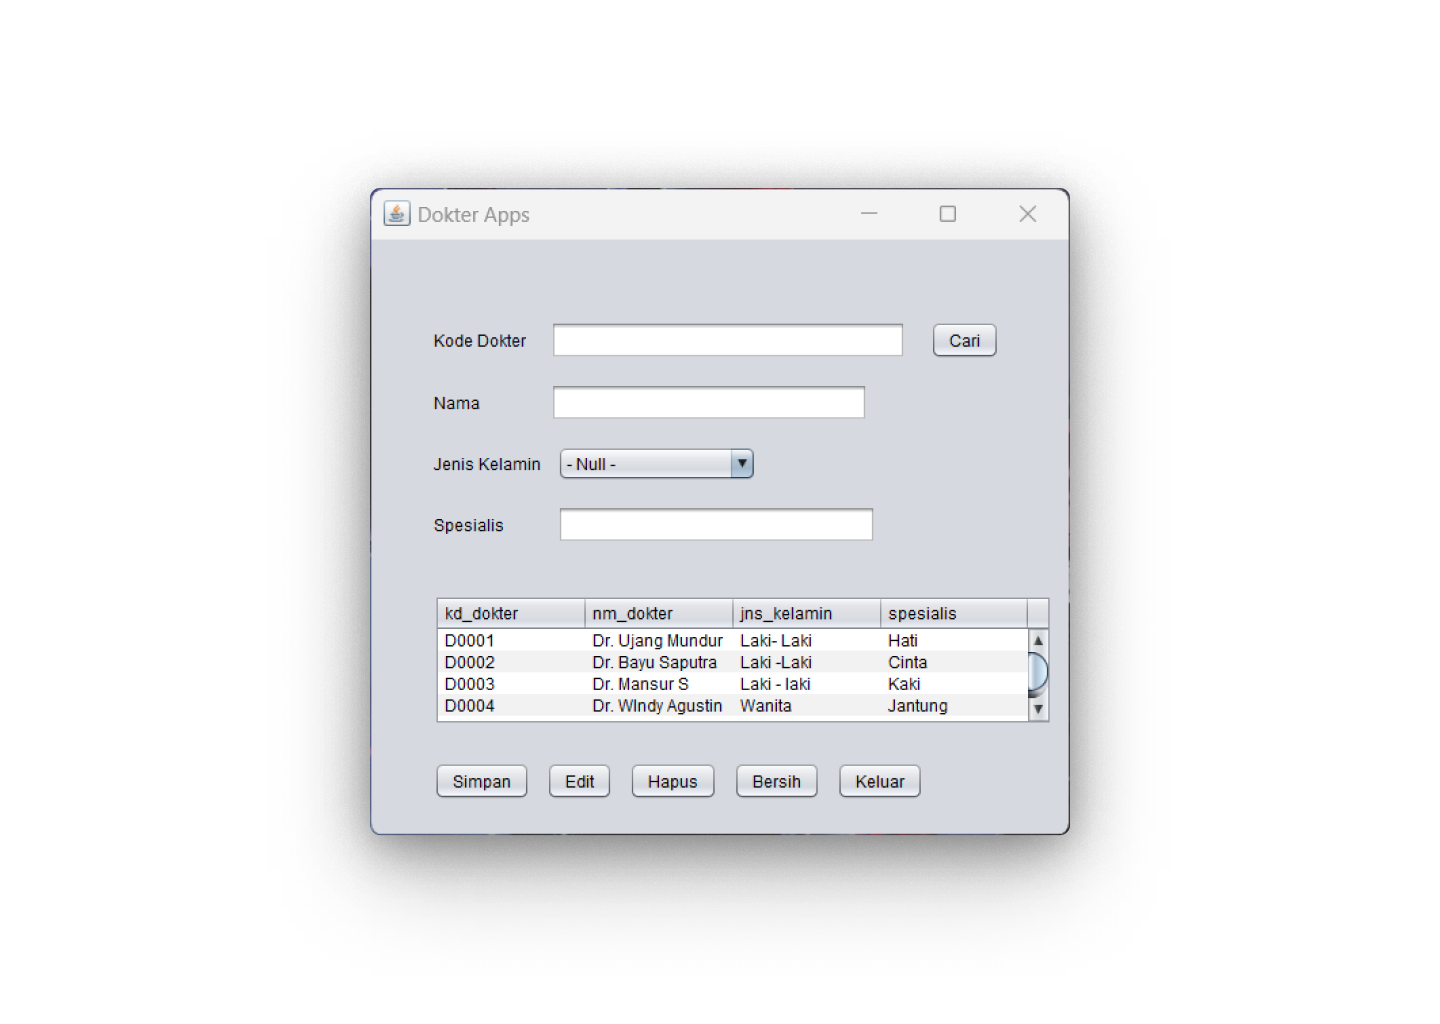 Dokter Apps
Kode Dokter Cari
Nama
Jenis Kelamin - Null -
Spesialis
kd_dokter nm_dokter jns_kelamin spesialis
D0001 Dr. Ujang Mundur Laki- Laki Hati
D0002 Dr. Bayu Saputra Laki -Laki Cinta
D0003 Dr. Mansur S Laki - laki Kaki
D0004 Dr. WIndy Agustin Wanita Jantung
Simpan Edit Hapus Bersih Keluar